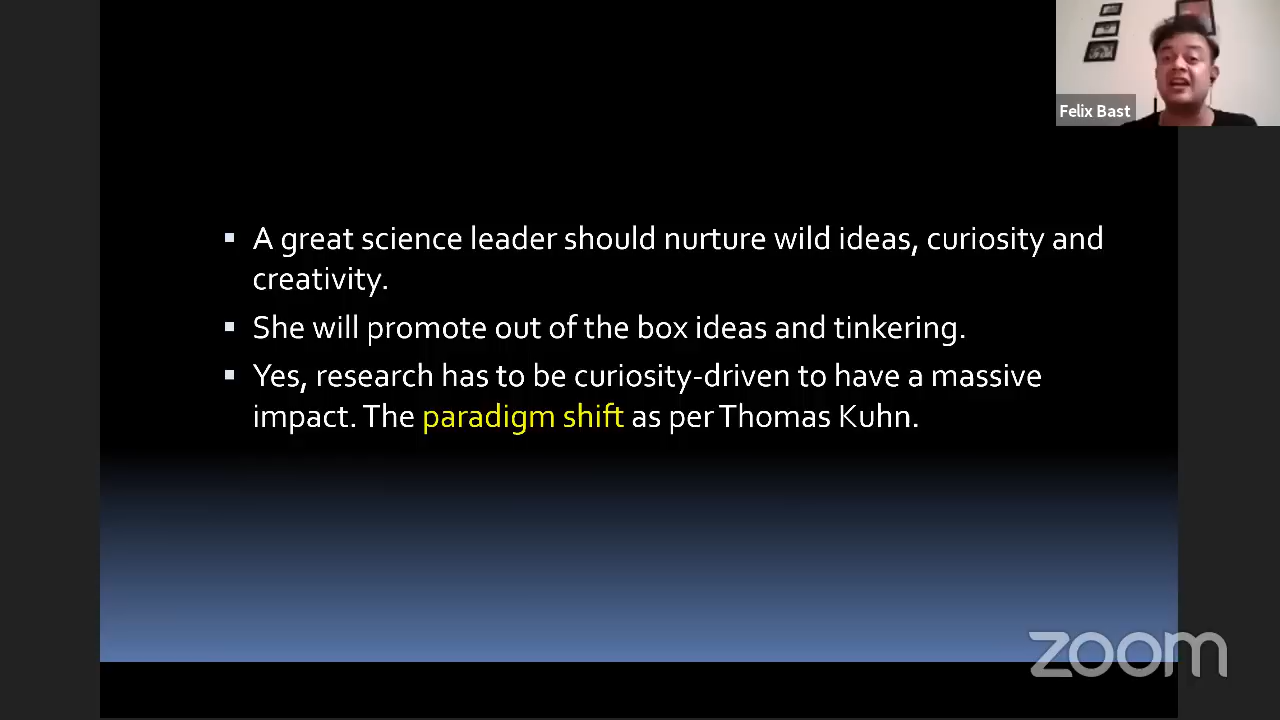 Felix Bast
▪ A great science leader should nurture wild ideas, curiosity and
creativity.
▪ She will promote out of the box ideas and tinkering.
▪ Yes, research has to be curiosity-driven to have a massive
impact. The paradigm shift as per Thomas Kuhn.
zoom